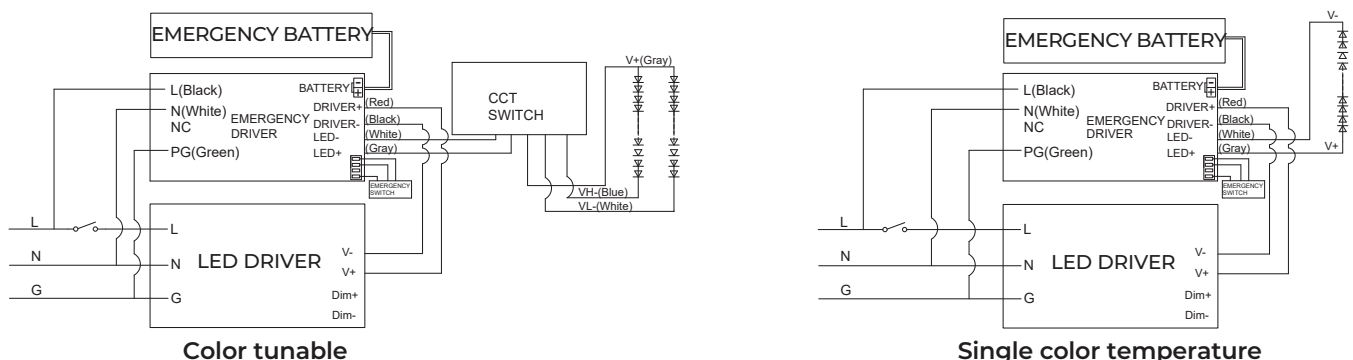 EMERGENCY BATTERY
L(Black)
N(White)
NC
PG(Green)
EMERGENCY
DRIVER
BATTERY
- +
DRIVER+
DRIVER-
LED-
LED+
(Red)
(Black)
(White)
(Gray)
EMERGENCY
SWITCH
CCT
SWITCH
V+(Gray)
VH-(Blue)
VL-(White)
L
N
G
L
N
G
LED DRIVER
V-
V+
Dim+
Dim-
Color tunable
EMERGENCY BATTERY
L(Black)
N(White)
NC
PG(Green)
EMERGENCY
DRIVER
BATTERY
- +
DRIVER+
DRIVER-
LED-
LED+
(Red)
(Black)
(White)
(Gray)
EMERGENCY
SWITCH
V-
V+
L
N
G
L
N
G
LED DRIVER
V-
V+
Dim+
Dim-
Single color temperature